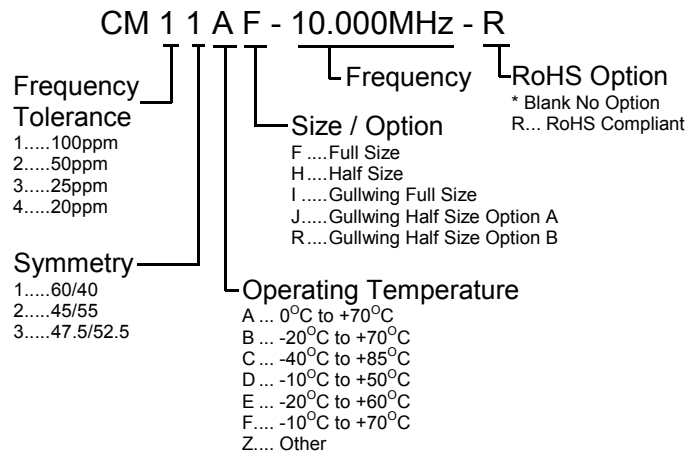 CM 1 1 A F - 10.000MHz - R
Frequency Tolerance
1.....100ppm
2.....50ppm
3.....25ppm
4.....20ppm
Symmetry
1.....60/40
2.....45/55
3.....47.5/52.5
Frequency
RoHS Option
* Blank No Option
R... RoHS Compliant
Size / Option
F ....Full Size
H....Half Size
I .....Gullwing Full Size
J.....Gullwing Half Size Option A
R....Gullwing Half Size Option B
Operating Temperature
A ... 0°C to +70°C
B ... -20°C to +70°C
C ... -40°C to +85°C
D ... -10°C to +50°C
E ... -20°C to +60°C
F.... -10°C to +70°C
Z.... Other